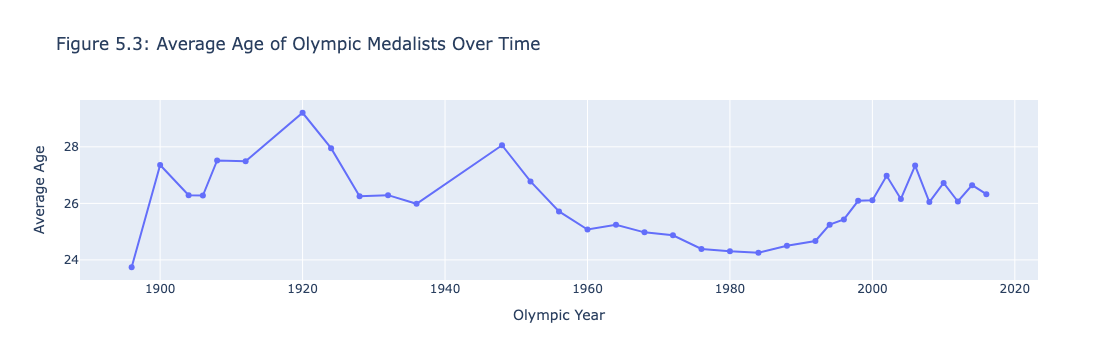 Figure 5.3: Average Age of Olympic Medalists Over Time
Average Age
28
26
24
1900 1920 1940 1960 1980 2000 2020
Olympic Year